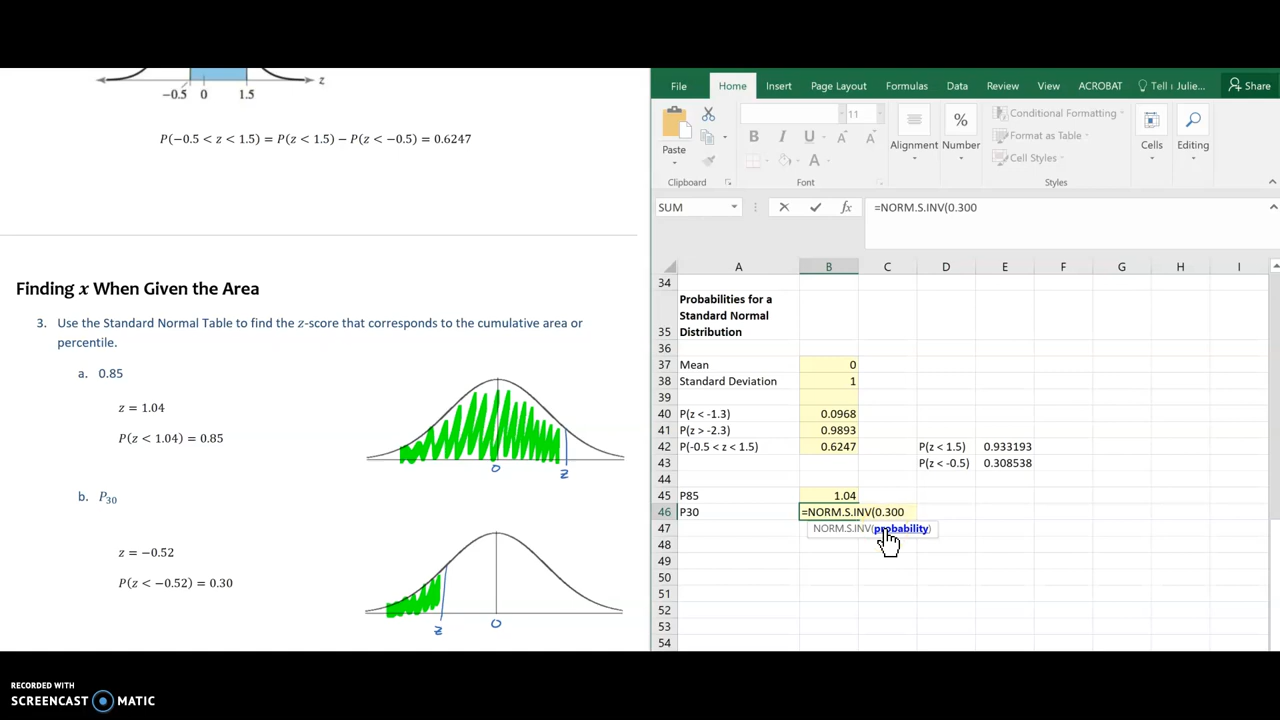 z
−0.5 0 1.5
P(−0.5 < z < 1.5) = P(z < 1.5) − P(z < −0.5) = 0.6247
Finding x When Given the Area
3. Use the Standard Normal Table to find the z-score that corresponds to the cumulative area or
percentile.
a. 0.85
z = 1.04
P(z < 1.04) = 0.85
0
z
b. P30
z = −0.52
P(z < −0.52) = 0.30
z 0
File Home Insert Page Layout Formulas Data Review View ACROBAT Tell i Julie... Share
Paste
Clipboard
11
B I U A A
A
Font
Alignment
%
Number
Conditional Formatting
Format as Table
Cell Styles
Styles
Cells
Editing
SUM fx =NORM.S.INV(0.300
A B C D E F G H I
34
35 Probabilities for a
Standard Normal
Distribution
36
37 Mean 0
38 Standard Deviation 1
39
40 P(z < -1.3) 0.0968
41 P(z > -2.3) 0.9893
42 P(-0.5 < z < 1.5) 0.6247 P(z < 1.5) 0.933193
43 P(z < -0.5) 0.308538
44
45 P85 1.04
46 P30 =NORM.S.INV(0.300
47 NORM.S.INV(probability)
48
49
50
51
52
53
54
RECORDED WITH
SCREENCAST MATIC